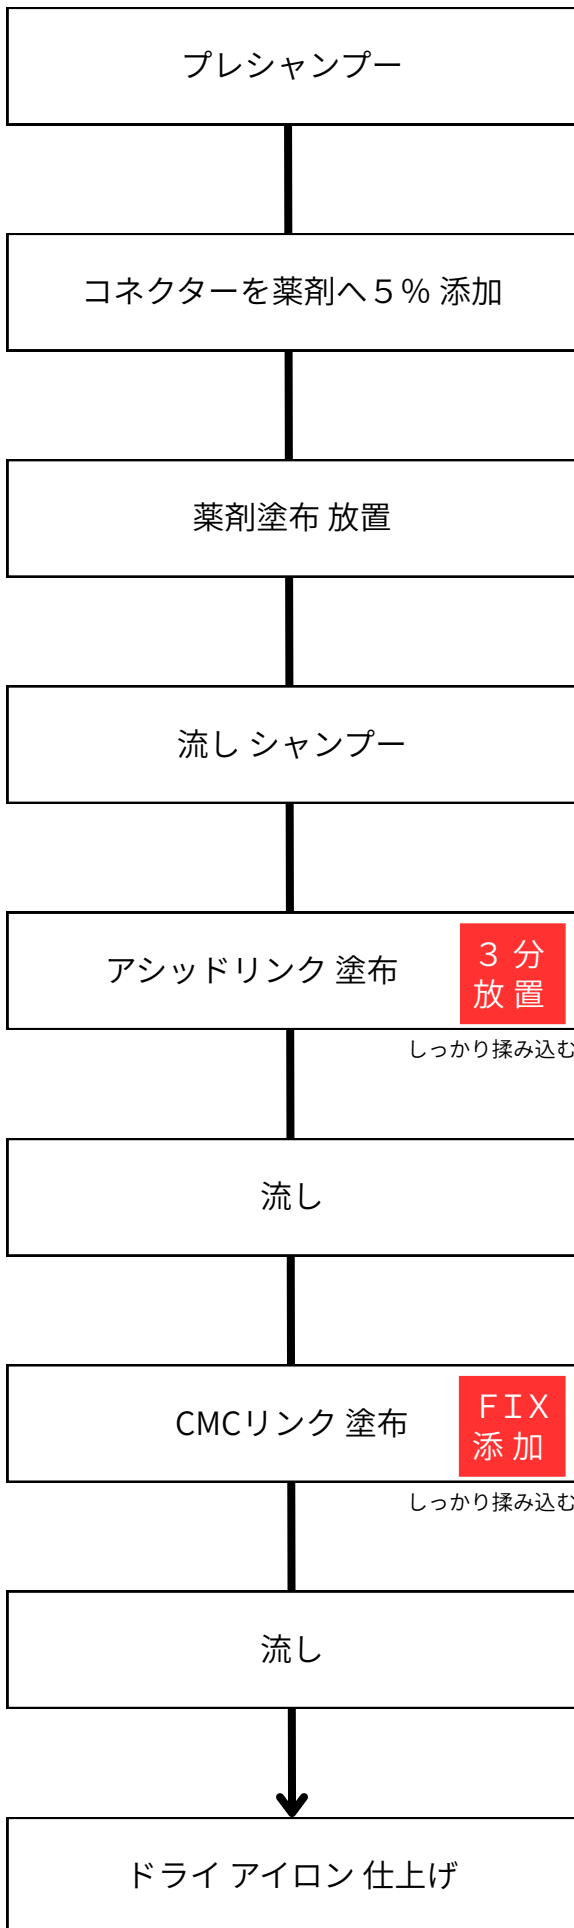 プレシャンプー
コネクターを薬剤へ５％ 添加
薬剤塗布 放置
流し シャンプー
アシッドリンク 塗布
３ 分
放 置
しっかり揉み込む
流し
CMCリンク 塗布
ＦＩＸ
添 加
しっかり揉み込む
流し
ドライ アイロン 仕上げ